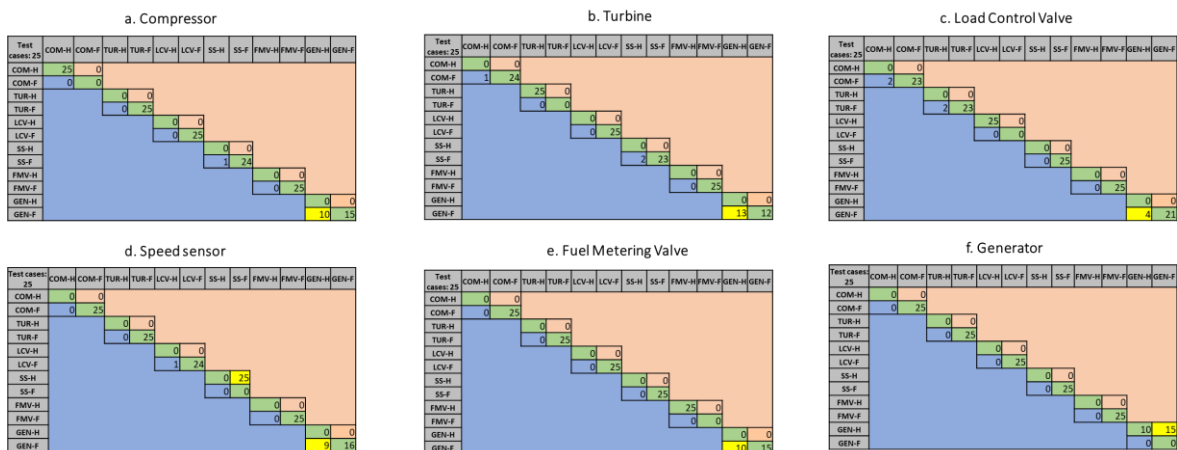 a. Compressor
Test cases: 25 COM-H COM-F TUR-H TUR-F LCV-H LCV-F SS-H SS-F FMV-H FMV-F GEN-H GEN-F
COM-H 25 0
COM-F 0 0
TUR-H 0 0
TUR-F 0 25
LCV-H 0 0
LCV-F 0 25
SS-H 0 0
SS-F 1 24
FMV-H 0 0
FMV-F 0 25
GEN-H 0 0
GEN-F 10 15
b. Turbine
Test cases: 25 COM-H COM-F TUR-H TUR-F LCV-H LCV-F SS-H SS-F FMV-H FMV-F GEN-H GEN-F
COM-H 0 0
COM-F 1 24
TUR-H 25 0
TUR-F 0 0
LCV-H 0 0
LCV-F 0 25
SS-H 0 0
SS-F 2 23
FMV-H 0 0
FMV-F 0 25
GEN-H 0 0
GEN-F 13 12
c. Load Control Valve
Test cases: 25 COM-H COM-F TUR-H TUR-F LCV-H LCV-F SS-H SS-F FMV-H FMV-F GEN-H GEN-F
COM-H 0 0
COM-F 2 23
TUR-H 0 0
TUR-F 2 23
LCV-H 25 0
LCV-F 0 0
SS-H 0 0
SS-F 0 25
FMV-H 0 0
FMV-F 0 25
GEN-H 0 0
GEN-F 4 21
d. Speed sensor
Test cases: 25 COM-H COM-F TUR-H TUR-F LCV-H LCV-F SS-H SS-F FMV-H FMV-F GEN-H GEN-F
COM-H 0 0
COM-F 0 25
TUR-H 0 0
TUR-F 0 25
LCV-H 0 0
LCV-F 1 24
SS-H 0 25
SS-F 0 0
FMV-H 0 0
FMV-F 0 25
GEN-H 0 0
GEN-F 9 16
e. Fuel Metering Valve
Test cases: 25 COM-H COM-F TUR-H TUR-F LCV-H LCV-F SS-H SS-F FMV-H FMV-F GEN-H GEN-F
COM-H 0 0
COM-F 0 25
TUR-H 0 0
TUR-F 0 25
LCV-H 0 0
LCV-F 0 25
SS-H 0 0
SS-F 0 25
FMV-H 25 0
FMV-F 0 0
GEN-H 0 0
GEN-F 10 15
f. Generator
Test cases: 25 COM-H COM-F TUR-H TUR-F LCV-H LCV-F SS-H SS-F FMV-H FMV-F GEN-H GEN-F
COM-H 0 0
COM-F 0 25
TUR-H 0 0
TUR-F 0 25
LCV-H 0 0
LCV-F 0 25
SS-H 0 0
SS-F 0 25
FMV-H 0 0
FMV-F 0 25
GEN-H 10 15
GEN-F 0 0